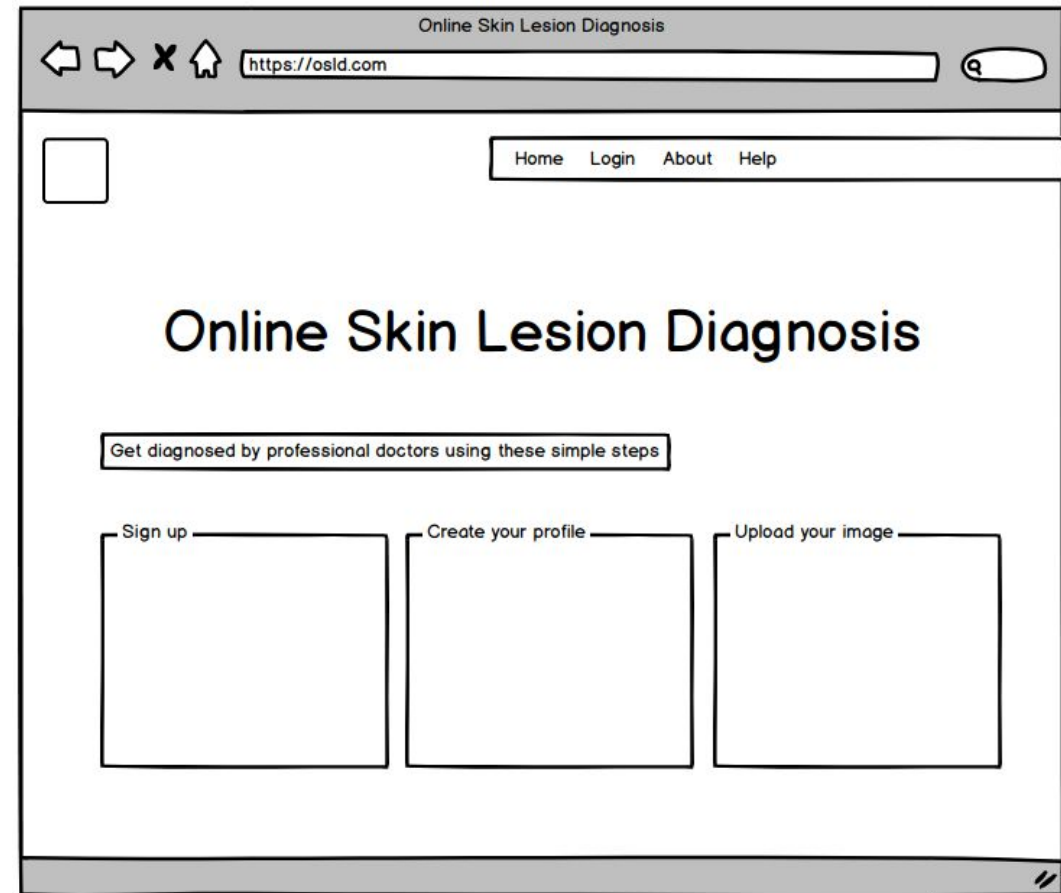 Online Skin Lesion Diagnosis
https://osld.com
Home Login About Help
Online Skin Lesion Diagnosis
Get diagnosed by professional doctors using these simple steps
Sign up Create your profile Upload your image